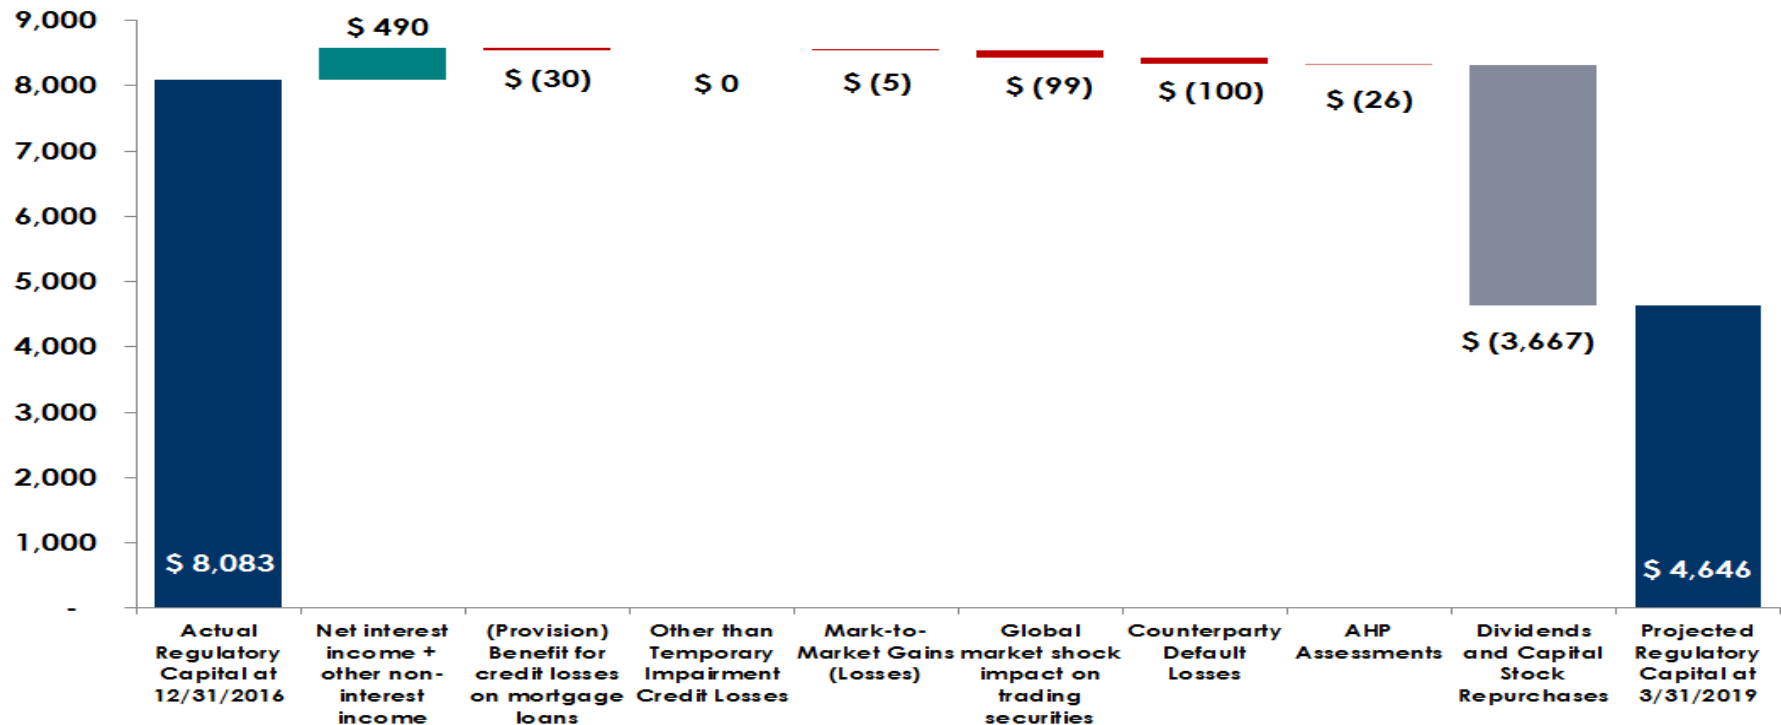 9,000
8,000
7,000
6,000
5,000
4,000
3,000
2,000
1,000
-
$ 8,083
$ 490
$ (30)
$ 0
$ (5)
$ (99)
$ (100)
$ (26)
$ (3,667)
$ 4,646
Actual
Regulatory
Capital at
12/31/2016
Net interest
income +
other non-
interest
income
(Provision)
Benefit for
credit losses
on mortgage
loans
Other than
Temporary
Impairment
Credit Losses
Mark-to-
Market Gains
(Losses)
Global
market shock
impact on
trading
securities
Counterparty
Default
Losses
AHP
Assessments
Dividends
and Capital
Stock
Repurchases
Projected
Regulatory
Capital at
3/31/2019